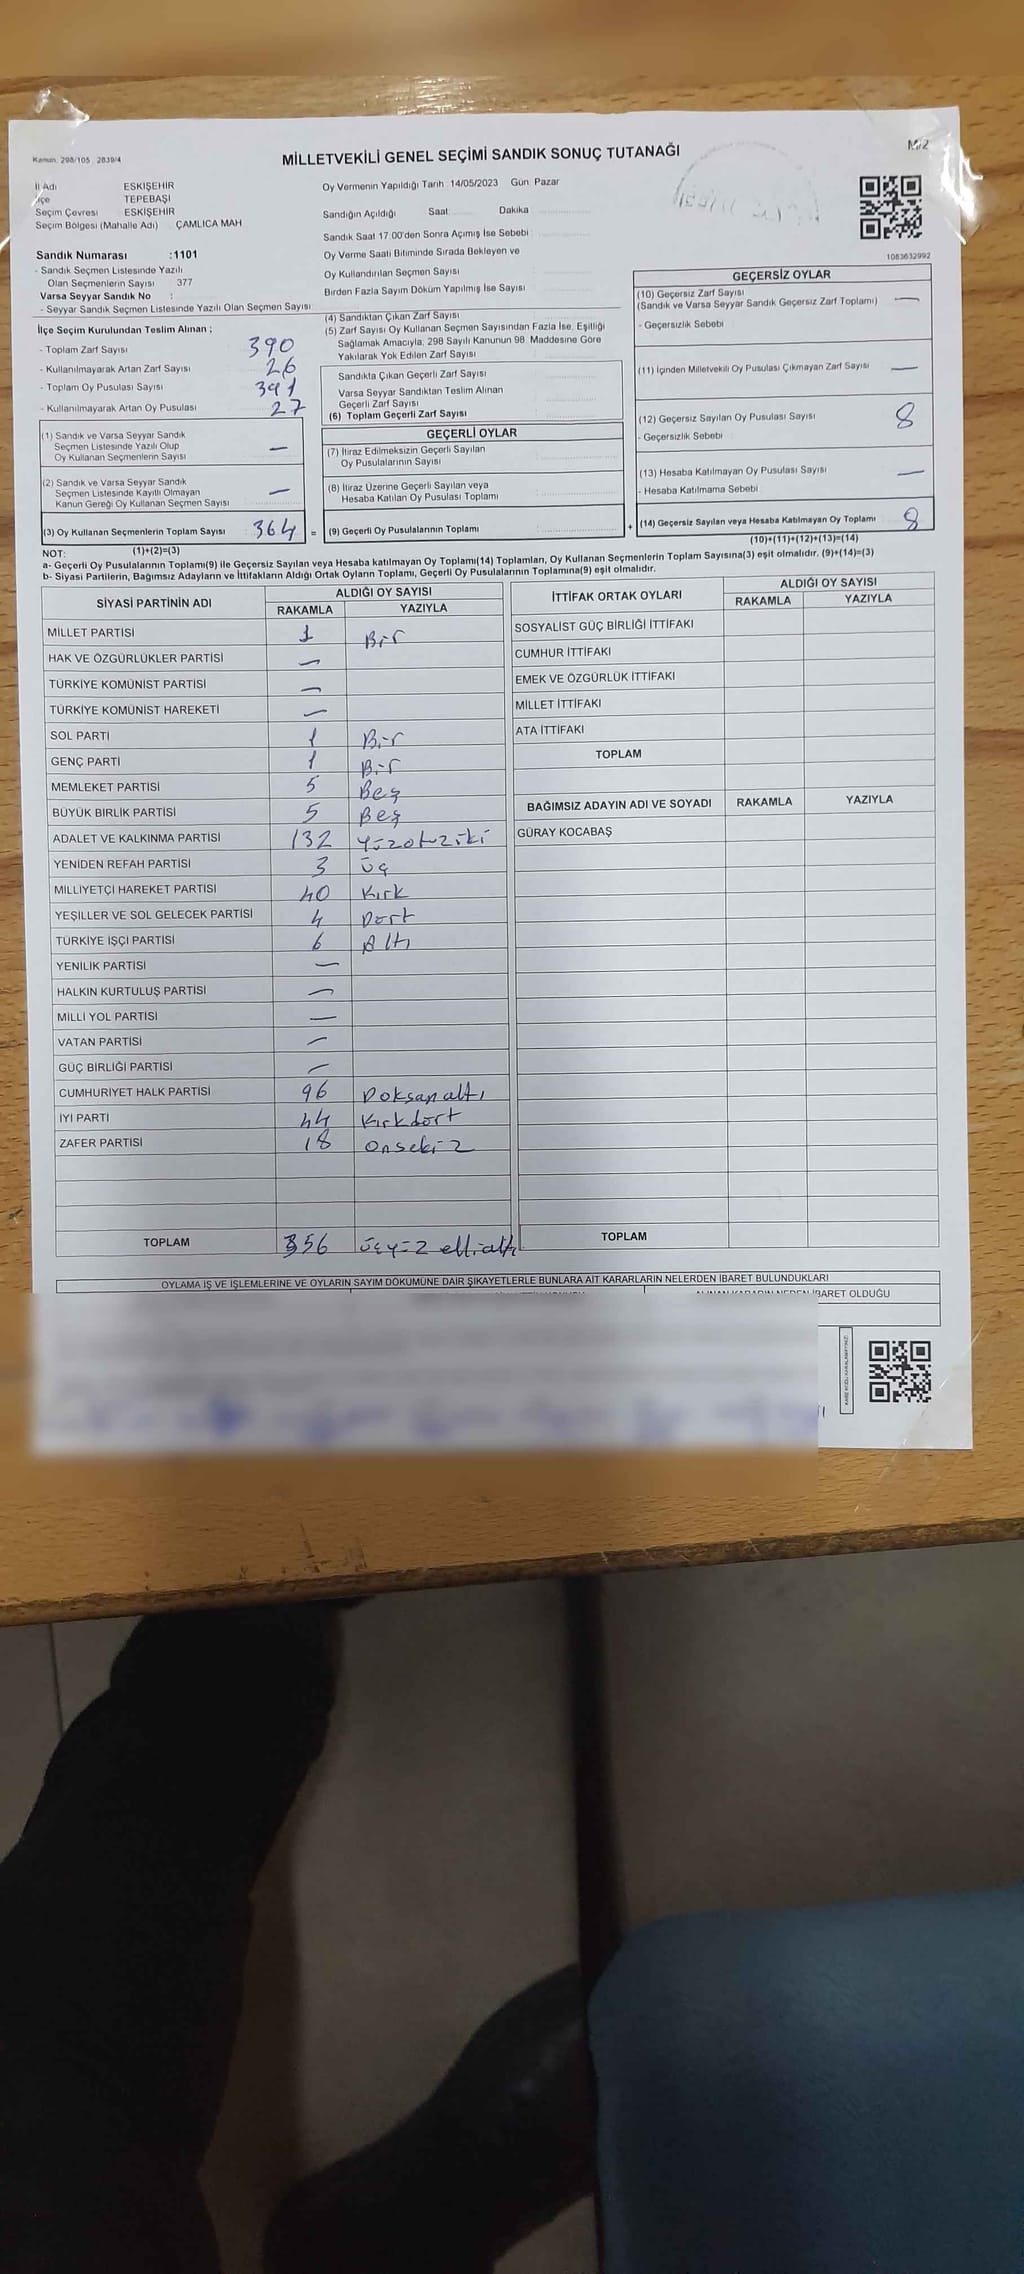 Kanun: 298/105 , 2839/4
MİLLETVEKİLİ GENEL SEÇİMİ SANDIK SONUÇ TUTANAĞI
M/2
İl Adı ESKİŞEHİR
İlçe TEPEBAŞI
Seçim Çevresi ESKİŞEHİR
Seçim Bölgesi (Mahalle Adı) : ÇAMLICA MAH
Sandık Numarası :1101
- Sandık Seçmen Listesinde Yazılı
Olan Seçmenlerin Sayısı 377
Varsa Seyyar Sandık No :
- Seyyar Sandık Seçmen Listesinde Yazılı Olan Seçmen Sayısı
Oy Vermenin Yapıldığı Tarih :14/05/2023 Gün: Pazar
Sandığın Açıldığı Saat: Dakika
Sandık Saat 17:00'den Sonra Açımış İse Sebebi
Oy Verme Saati Bitiminde Sırada Bekleyen ve
Oy Kullandırılan Seçmen Sayısı
Birden Fazla Sayım Döküm Yapılmış İse Sayısı
1083632992
İlçe Seçim Kurulundan Teslim Alınan ;
- Toplam Zarf Sayısı 390
- Kullanılmayarak Artan Zarf Sayısı 26
- Toplam Oy Pusulası Sayısı 391
- Kullanılmayarak Artan Oy Pusulası 27
(1) Sandık ve Varsa Seyyar Sandık
Seçmen Listesinde Yazılı Olup
Oy Kullanan Seçmenlerin Sayısı —
(2) Sandık ve Varsa Seyyar Sandık
Seçmen Listesinde Kayıtlı Olmayan
Kanun Gereği Oy Kullanan Seçmen Sayısı —
(3) Oy Kullanan Seçmenlerin Toplam Sayısı 364 =
(1)+(2)=(3)
(4) Sandıktan Çıkan Zarf Sayısı
(5) Zarf Sayısı Oy Kullanan Seçmen Sayısından Fazla İse, Eşitliği
Sağlamak Amacıyla, 298 Sayılı Kanunun 98. Maddesine Göre
Yakılarak Yok Edilen Zarf Sayısı
Sandıkta Çıkan Geçerli Zarf Sayısı
Varsa Seyyar Sandıktan Teslim Alınan
Geçerli Zarf Sayısı
(6) Toplam Geçerli Zarf Sayısı
GEÇERLİ OYLAR
(7) İtiraz Edilmeksizin Geçerli Sayılan
Oy Pusulalarının Sayısı
(8) İtiraz Üzerine Geçerli Sayılan veya
Hesaba Katılan Oy Pusulası Toplamı
(9) Geçerli Oy Pusulalarının Toplamı +
GEÇERSİZ OYLAR
(10) Geçersiz Zarf Sayısı
(Sandık ve Varsa Seyyar Sandık Geçersiz Zarf Toplamı) —
- Geçersizlik Sebebi
(11) İçinden Milletvekili Oy Pusulası Çıkmayan Zarf Sayısı —
(12) Geçersiz Sayılan Oy Pusulası Sayısı 8
- Geçersizlik Sebebi
(13) Hesaba Katılmayan Oy Pusulası Sayısı —
- Hesaba Katılmama Sebebi
(14) Geçersiz Sayılan veya Hesaba Katılmayan Oy Toplamı 8
(10)+(11)+(12)+(13)=(14)
NOT:
a- Geçerli Oy Pusulalarının Toplamı(9) ile Geçersiz Sayılan veya Hesaba katılmayan Oy Toplamı(14) Toplamları, Oy Kullanan Seçmenlerin Toplam Sayısına(3) eşit olmalıdır. (9)+(14)=(3)
b- Siyasi Partilerin, Bağımsız Adayların ve İttifakların Aldığı Ortak Oyların Toplamı, Geçerli Oy Pusulalarının Toplamına(9) eşit olmalıdır.
SİYASİ PARTİNİN ADI ALDIĞI OY SAYISI
RAKAMLA YAZIYLA
MİLLET PARTİSİ 1 Bir
HAK VE ÖZGÜRLÜKLER PARTİSİ —
TÜRKİYE KOMÜNİST PARTİSİ —
TÜRKİYE KOMÜNİST HAREKETİ —
SOL PARTİ 1 Bir
GENÇ PARTİ 1 Bir
MEMLEKET PARTİSİ 5 Beş
BÜYÜK BİRLİK PARTİSİ 5 Beş
ADALET VE KALKINMA PARTİSİ 132 Yüzotuziki
YENİDEN REFAH PARTİSİ 3 Üç
MİLLİYETÇİ HAREKET PARTİSİ 40 Kırk
YEŞİLLER VE SOL GELECEK PARTİSİ 4 Dört
TÜRKİYE İŞÇİ PARTİSİ 6 Altı
YENİLİK PARTİSİ —
HALKIN KURTULUŞ PARTİSİ —
MİLLİ YOL PARTİSİ —
VATAN PARTİSİ —
GÜÇ BİRLİĞİ PARTİSİ —
CUMHURİYET HALK PARTİSİ 96 Doksanaltı
İYİ PARTİ 44 Kırkdört
ZAFER PARTİSİ 18 Onsekiz
TOPLAM 356 Üçyüz ellialtı
İTTİFAK ORTAK OYLARI ALDIĞI OY SAYISI
RAKAMLA YAZIYLA
SOSYALİST GÜÇ BİRLİĞİ İTTİFAKI
CUMHUR İTTİFAKI
EMEK VE ÖZGÜRLÜK İTTİFAKI
MİLLET İTTİFAKI
ATA İTTİFAKI
TOPLAM
BAĞIMSIZ ADAYIN ADI VE SOYADI RAKAMLA YAZIYLA
GÜRAY KOCABAŞ
TOPLAM
OYLAMA İŞ VE İŞLEMLERİNE VE OYLARIN SAYIM DÖKÜMÜNE DAİR ŞİKAYETLERLE BUNLARA AİT KARARLARIN NELERDEN İBARET BULUNDUKLARI
İBARET OLDUĞU